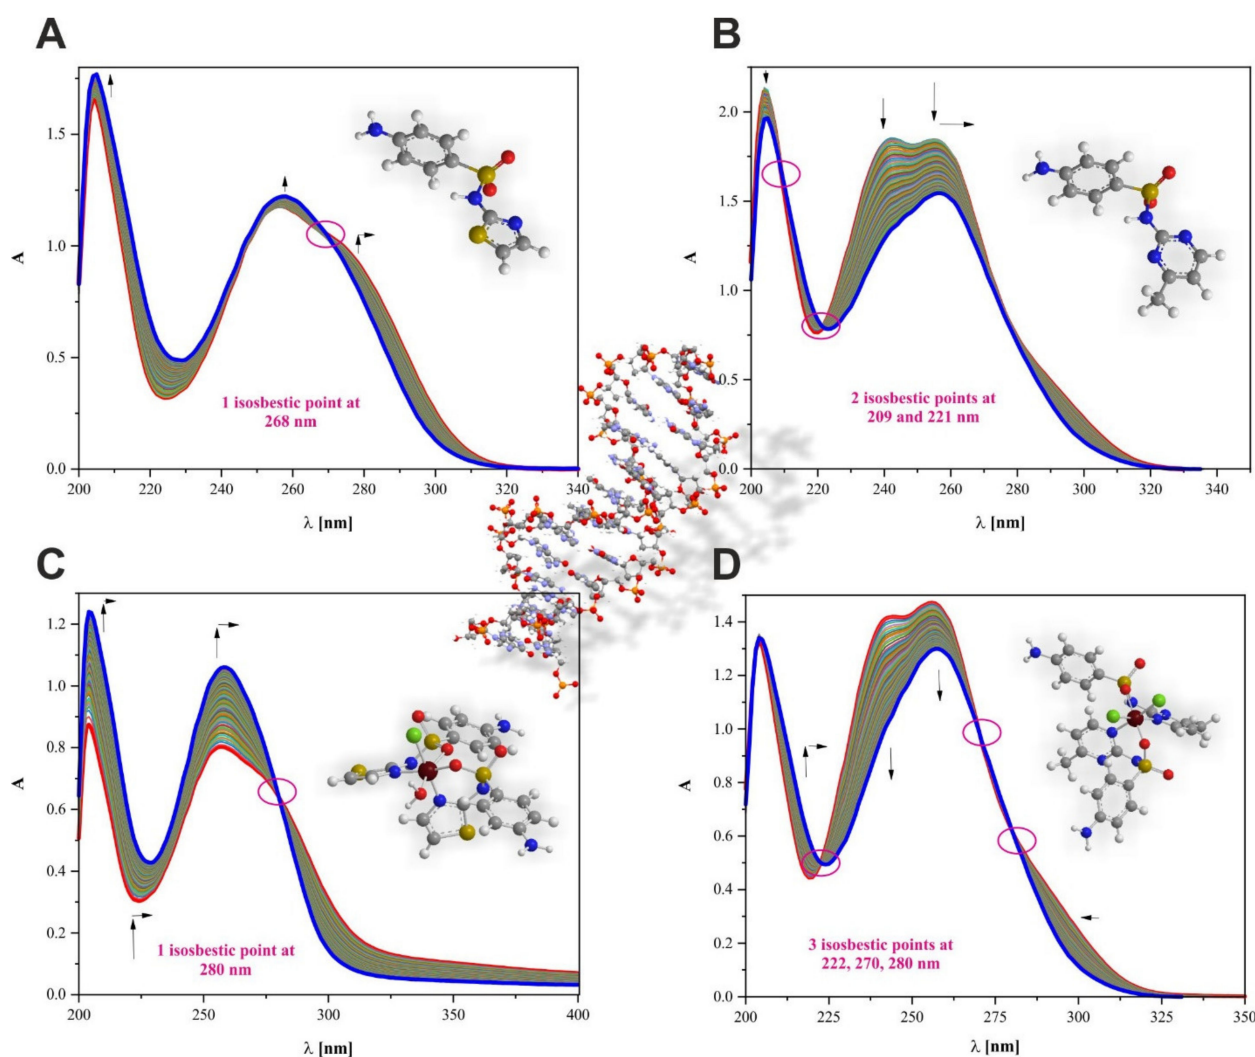 A
B
1.5
1.0
0.5
0.0
A
1 isosbestic point at
268 nm
200 220 240 260 280 300 320 340
λ [nm]
2.0
1.5
1.0
0.5
0.0
A
2 isosbestic points at
209 and 221 nm
200 220 240 260 280 300 320 340
λ [nm]
C
D
1.2
1.0
0.8
0.6
0.4
0.2
0.0
A
1 isosbestic point at
280 nm
200 225 250 275 300 325 350 375 400
λ [nm]
1.4
1.2
1.0
0.8
0.6
0.4
0.2
0.0
A
3 isosbestic points at
222, 270, 280 nm
200 225 250 275 300 325 350
λ [nm]